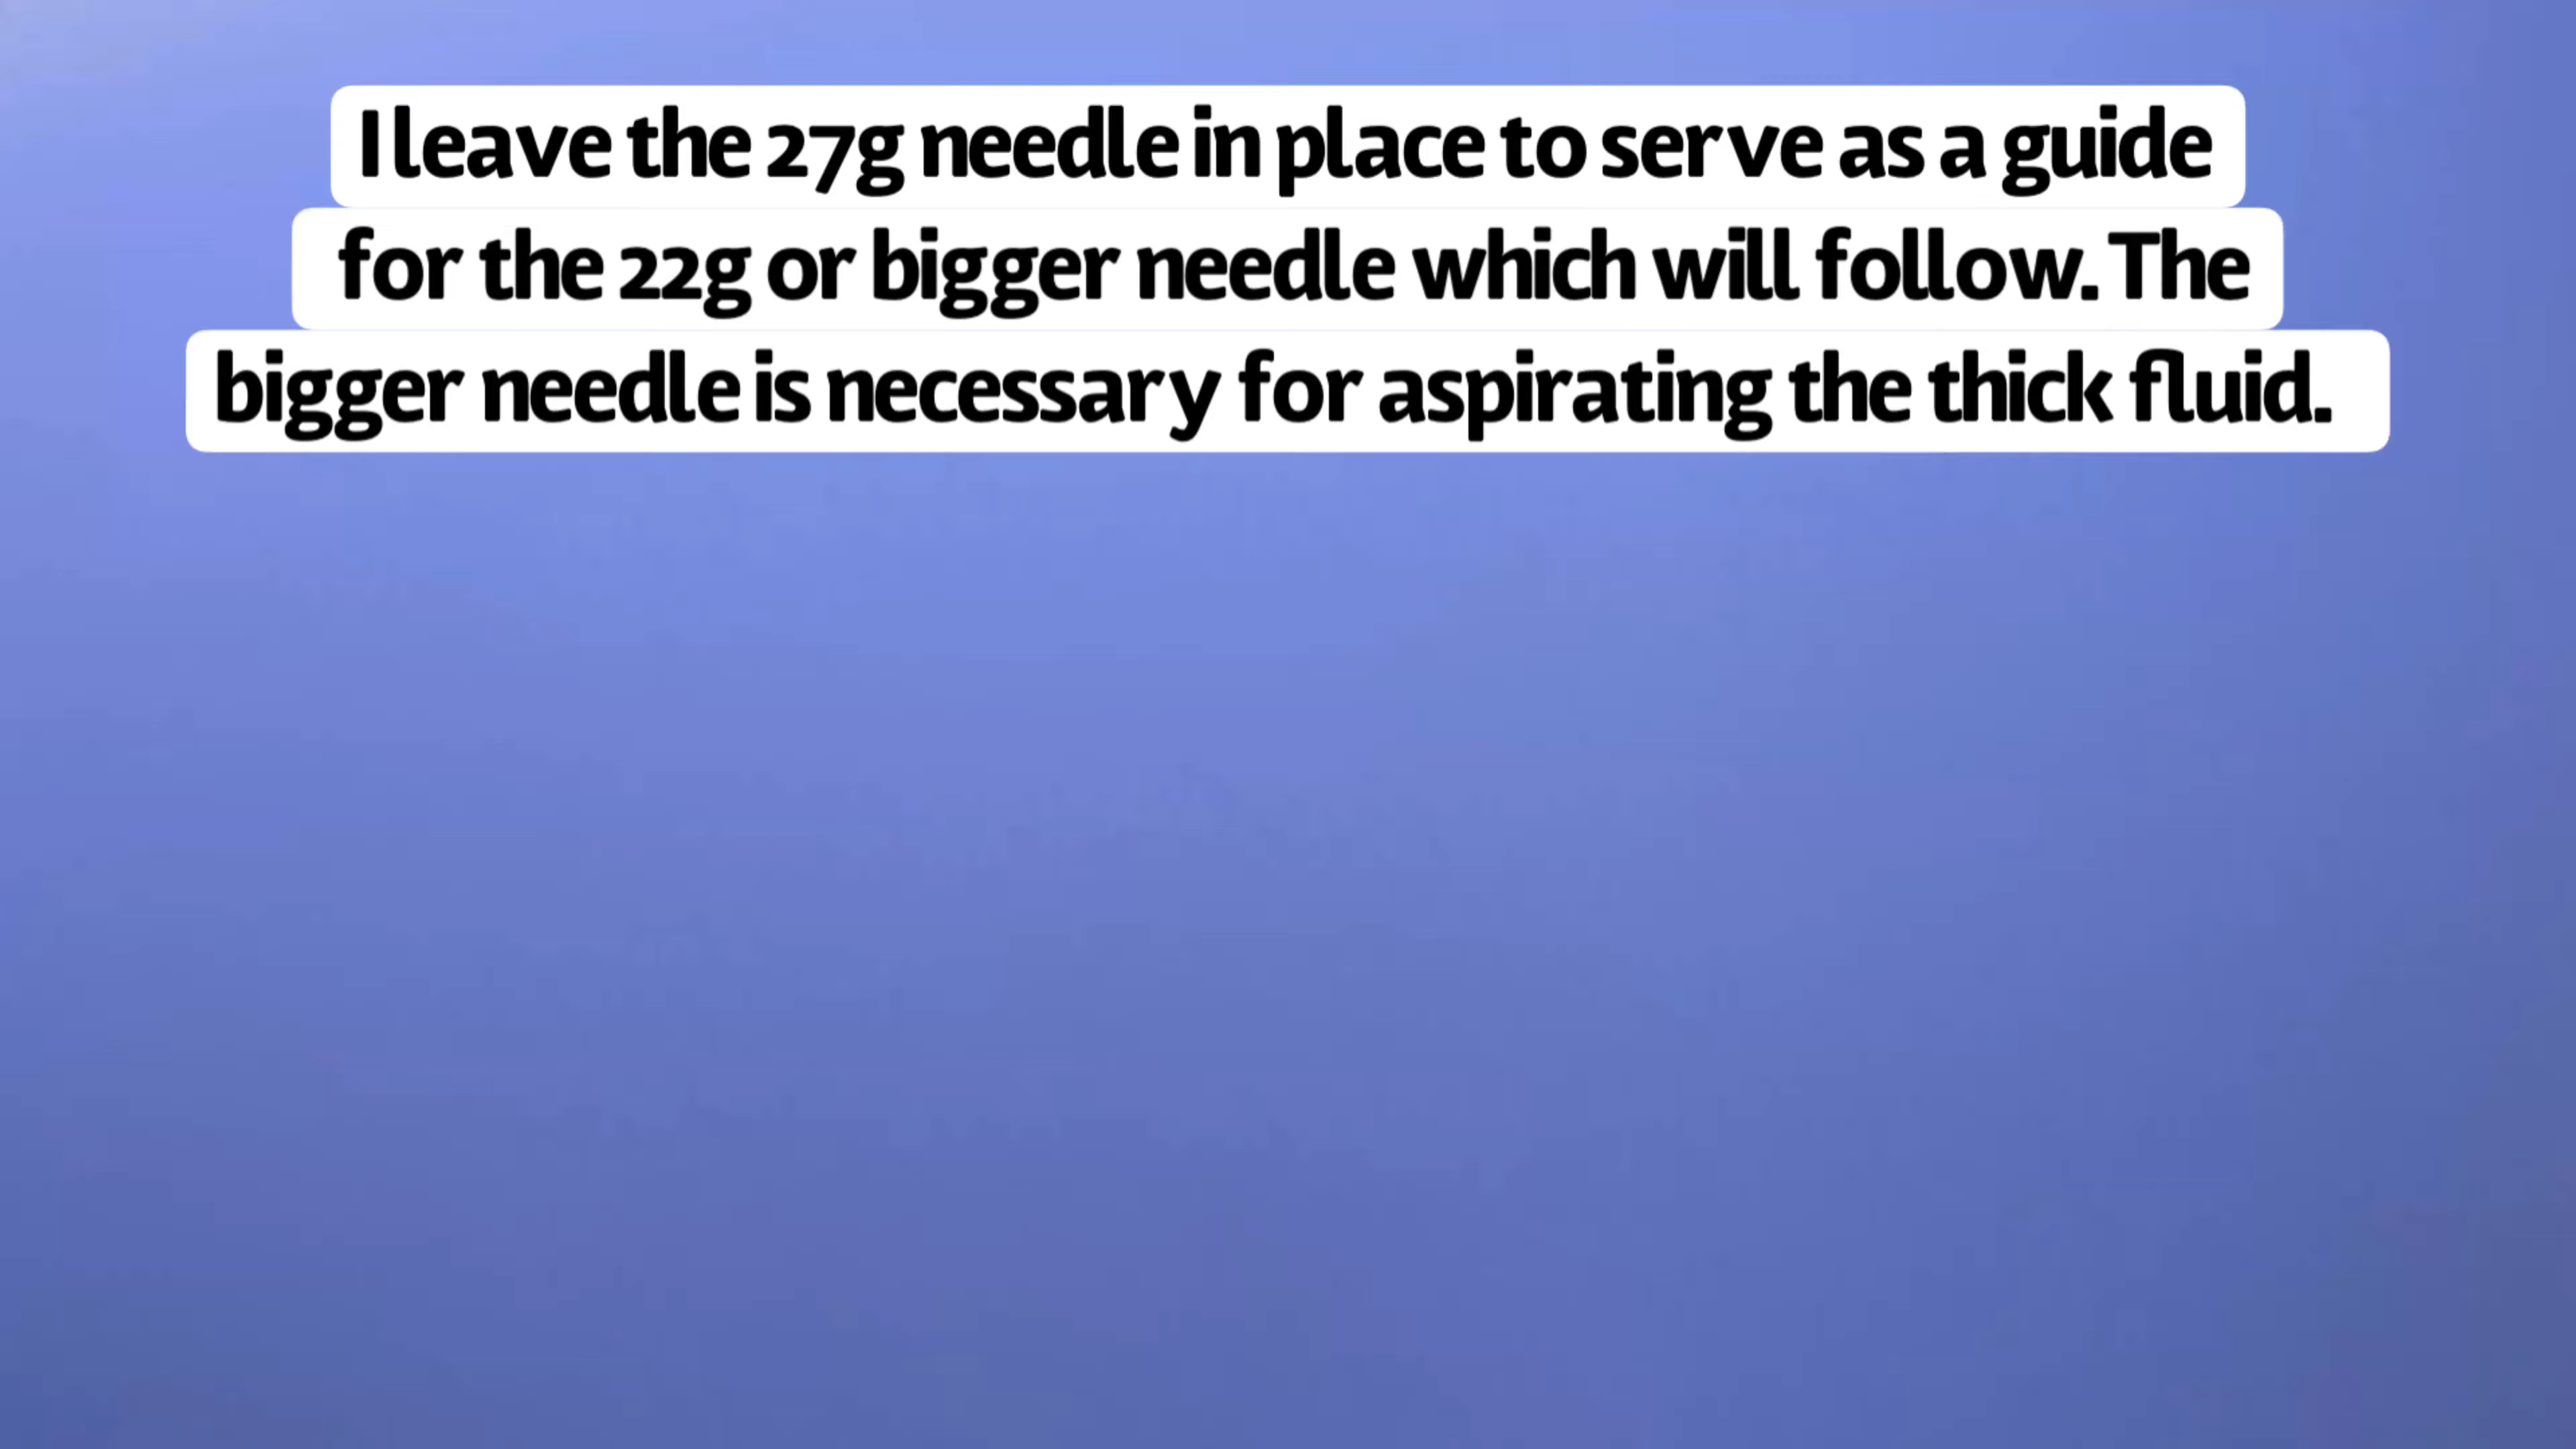 I leave the 27g needle in place to serve as a guide
for the 22g or bigger needle which will follow. The
bigger needle is necessary for aspirating the thick fluid.